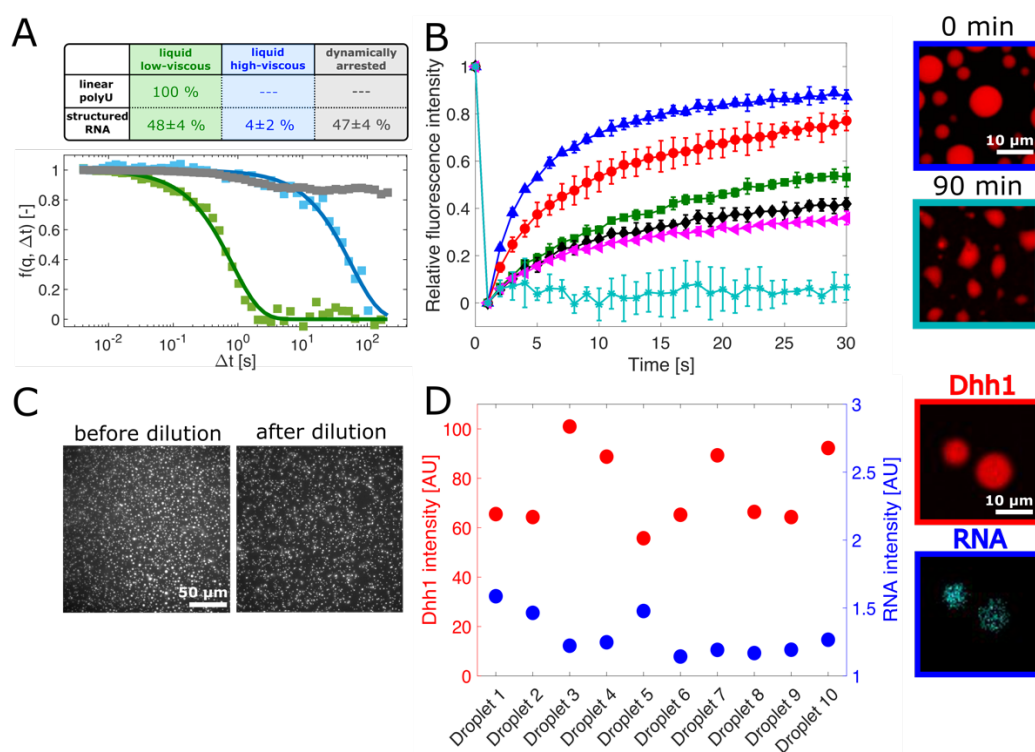 A
liquid low-viscous
liquid high-viscous
dynamically arrested
linear polyU
100 %
---
---
structured RNA
48±4 %
4±2 %
47±4 %
f(q, Δt) [-]
1
0.8
0.6
0.4
0.2
0
10⁻² 10⁻¹ 10⁰ 10¹ 10²
Δt [s]
B
Relative fluorescence intensity
1
0.8
0.6
0.4
0.2
0
0 5 10 15 20 25 30
Time [s]
0 min
10 µm
90 min
C
before dilution
after dilution
50 µm
D
Dhh1 intensity [AU]
100
80
60
40
20
0
RNA intensity [AU]
3
2.5
2
1.5
1
Droplet 1
Droplet 2
Droplet 3
Droplet 4
Droplet 5
Droplet 6
Droplet 7
Droplet 8
Droplet 9
Droplet 10
Dhh1
10 µm
RNA